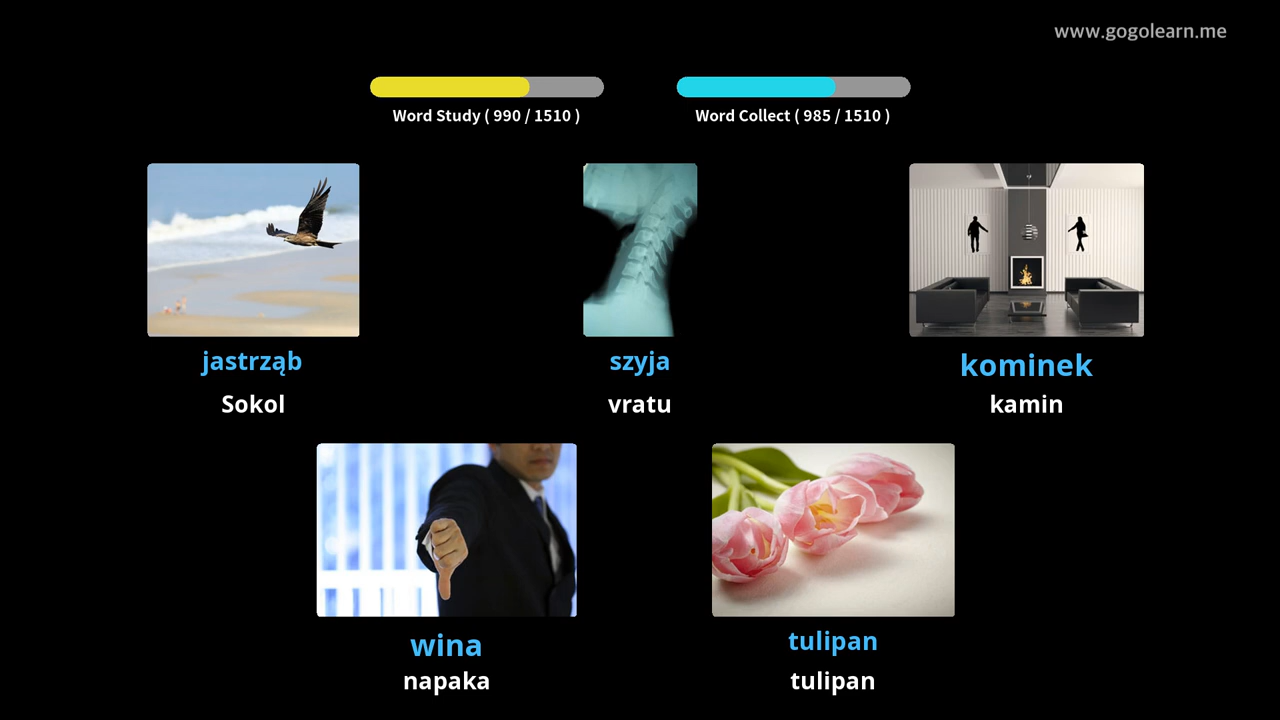 www.gogolearn.me
Word Study ( 990 / 1510 )
Word Collect ( 985 / 1510 )
jastrząb
Sokol
szyja
vratu
kominek
kamin
wina
napaka
tulipan
tulipan